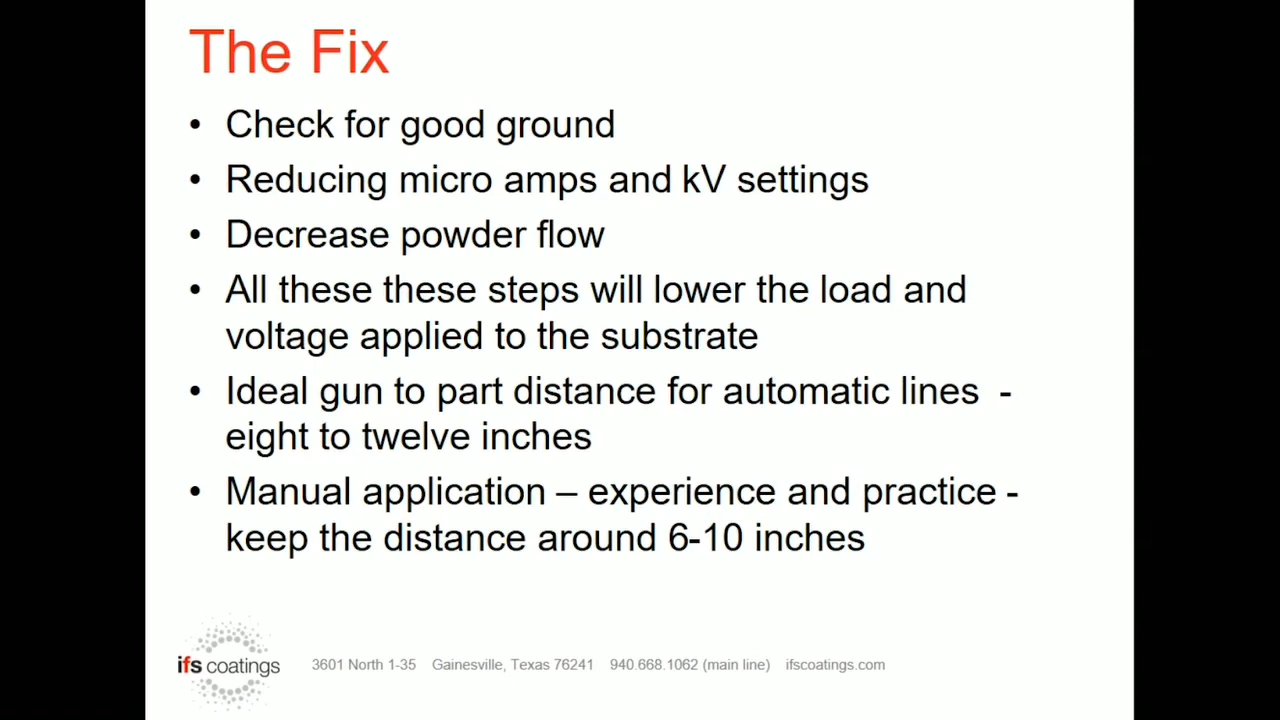 The Fix
• Check for good ground
• Reducing micro amps and kV settings
• Decrease powder flow
• All these these steps will lower the load and
voltage applied to the substrate
• Ideal gun to part distance for automatic lines -
eight to twelve inches
• Manual application – experience and practice -
keep the distance around 6-10 inches
ifs coatings
3601 North 1-35 Gainesville, Texas 76241 940.668.1062 (main line) ifscoatings.com